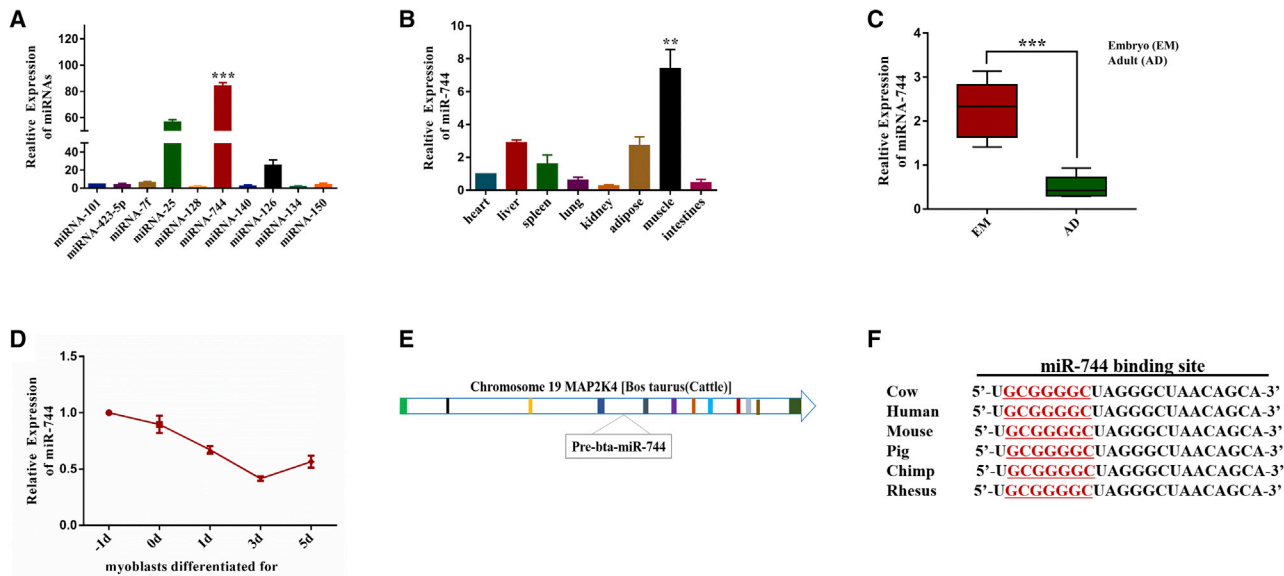 A
Realtive Expression
of miRNAs
120
100
80
60
40
20
0
***
miRNA-101
miRNA-423-5p
miRNA-7f
miRNA-25
miRNA-128
miRNA-744
miRNA-140
miRNA-126
miRNA-134
miRNA-150
B
Realtive Expression
of miR-744
10
8
6
4
2
0
**
heart
liver
spleen
lung
kidney
adipose
muscle
intestines
C
Realtive Expression
of miRNA-744
4
3
2
1
0
***
Embryo (EM)
Adult (AD)
EM
AD
D
Relative Expression
of miR-744
1.5
1.0
0.5
0.0
-1d
0d
1d
3d
5d
myoblasts differentiated for
E
Chromosome 19 MAP2K4 [Bos taurus(Cattle)]
Pre-bta-miR-744
F
miR-744 binding site
Cow 5’-UGCGGGGCUAGGGCUAACAGCA-3’
Human 5’-UGCGGGGCUAGGGCUAACAGCA-3’
Mouse 5’-UGCGGGGCUAGGGCUAACAGCA-3’
Pig 5’-UGCGGGGCUAGGGCUAACAGCA-3’
Chimp 5’-UGCGGGGCUAGGGCUAACAGCA-3’
Rhesus 5’-UGCGGGGCUAGGGCUAACAGCA-3’